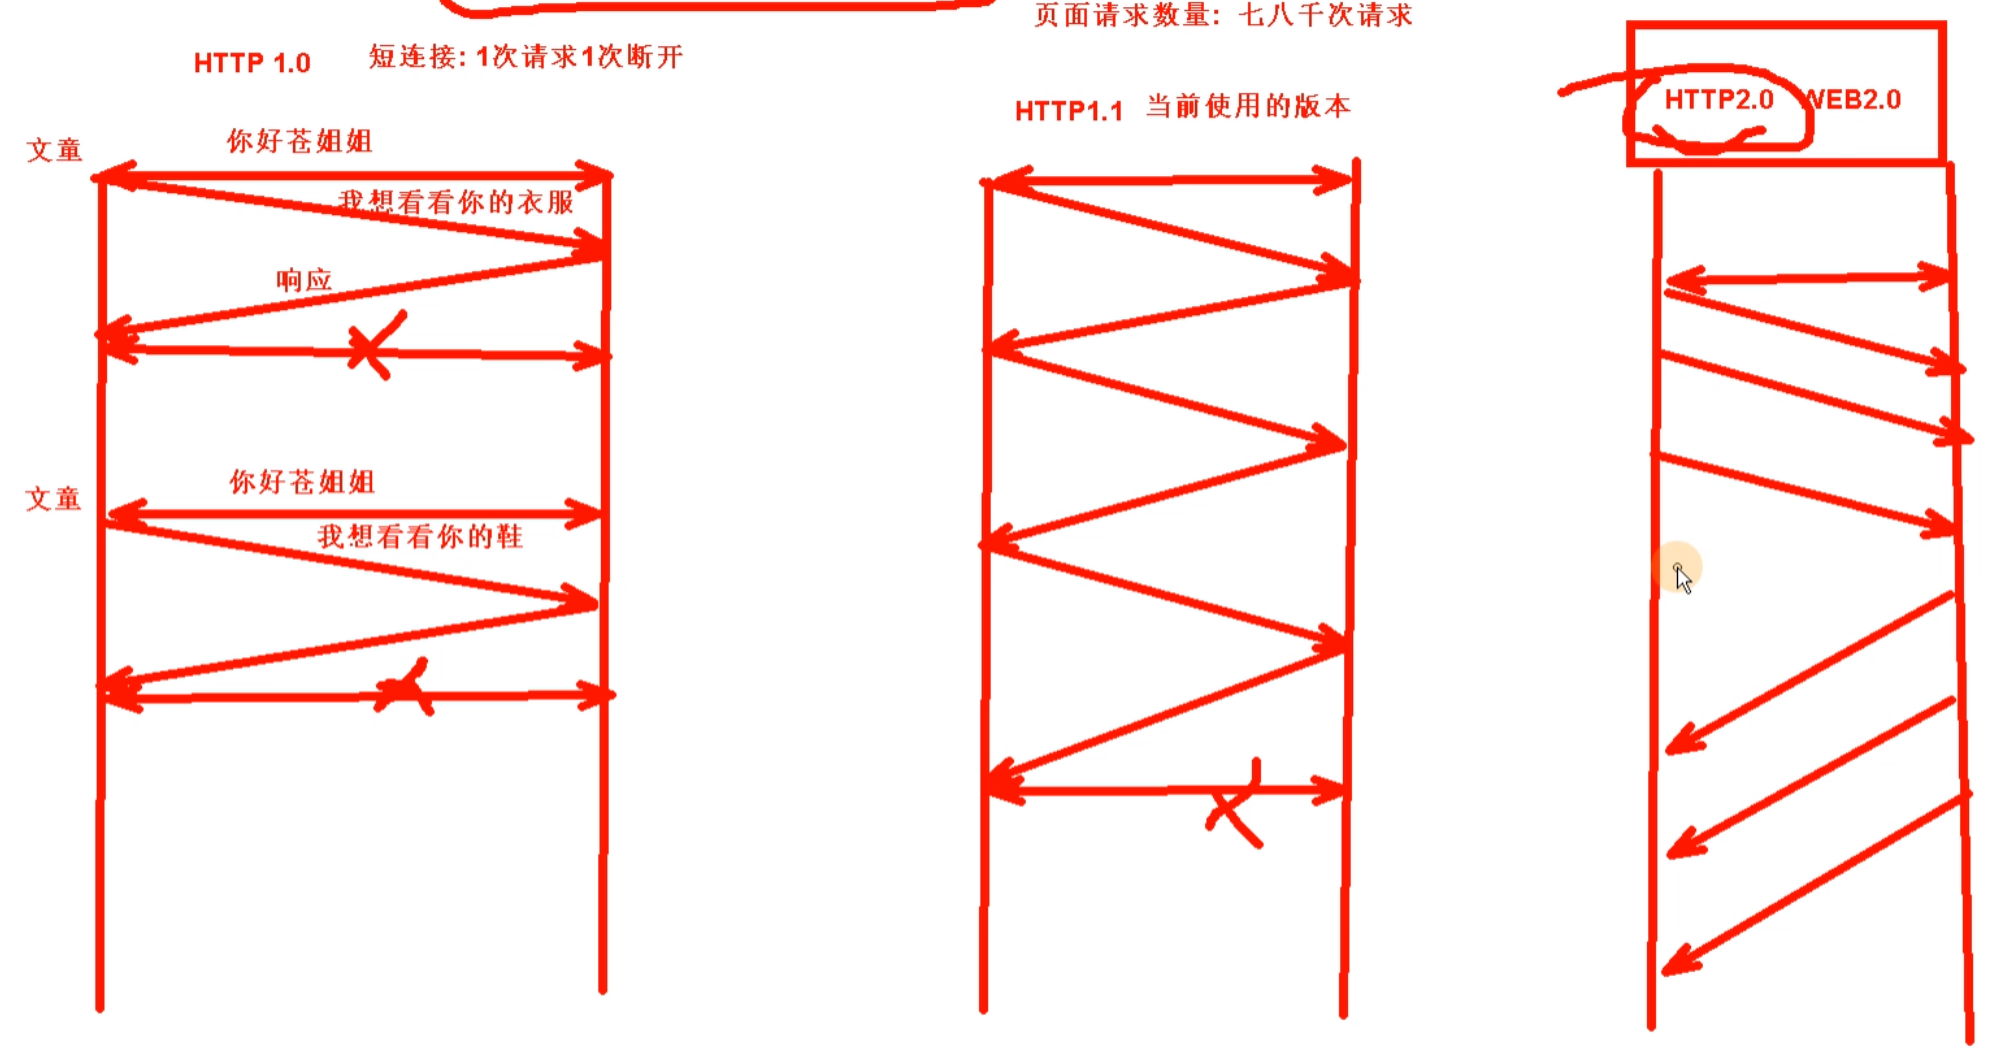 页面请求数量: 七八千次请求
HTTP 1.0 短连接: 1次请求1次断开
HTTP1.1 当前使用的版本
HTTP2.0 WEB2.0
文童
你好苍姐姐
我想看看你的衣服
响应
文童
你好苍姐姐
我想看看你的鞋